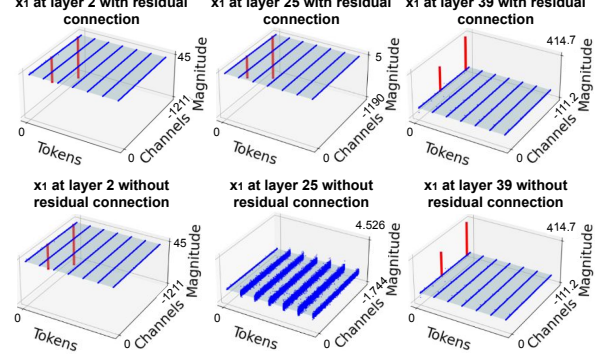 x1 at layer 2 with residual connection
x1 at layer 25 with residual connection
x1 at layer 39 with residual connection
45
-1211
Magnitude
0
Tokens
0
Channels
5
-1190
Magnitude
0
Tokens
0
Channels
414.7
-111.2
Magnitude
0
Tokens
0
Channels
x1 at layer 2 without residual connection
x1 at layer 25 without residual connection
x1 at layer 39 without residual connection
45
-1211
Magnitude
0
Tokens
0
Channels
4.526
-1.744
Magnitude
0
Tokens
0
Channels
414.7
-111.2
Magnitude
0
Tokens
0
Channels